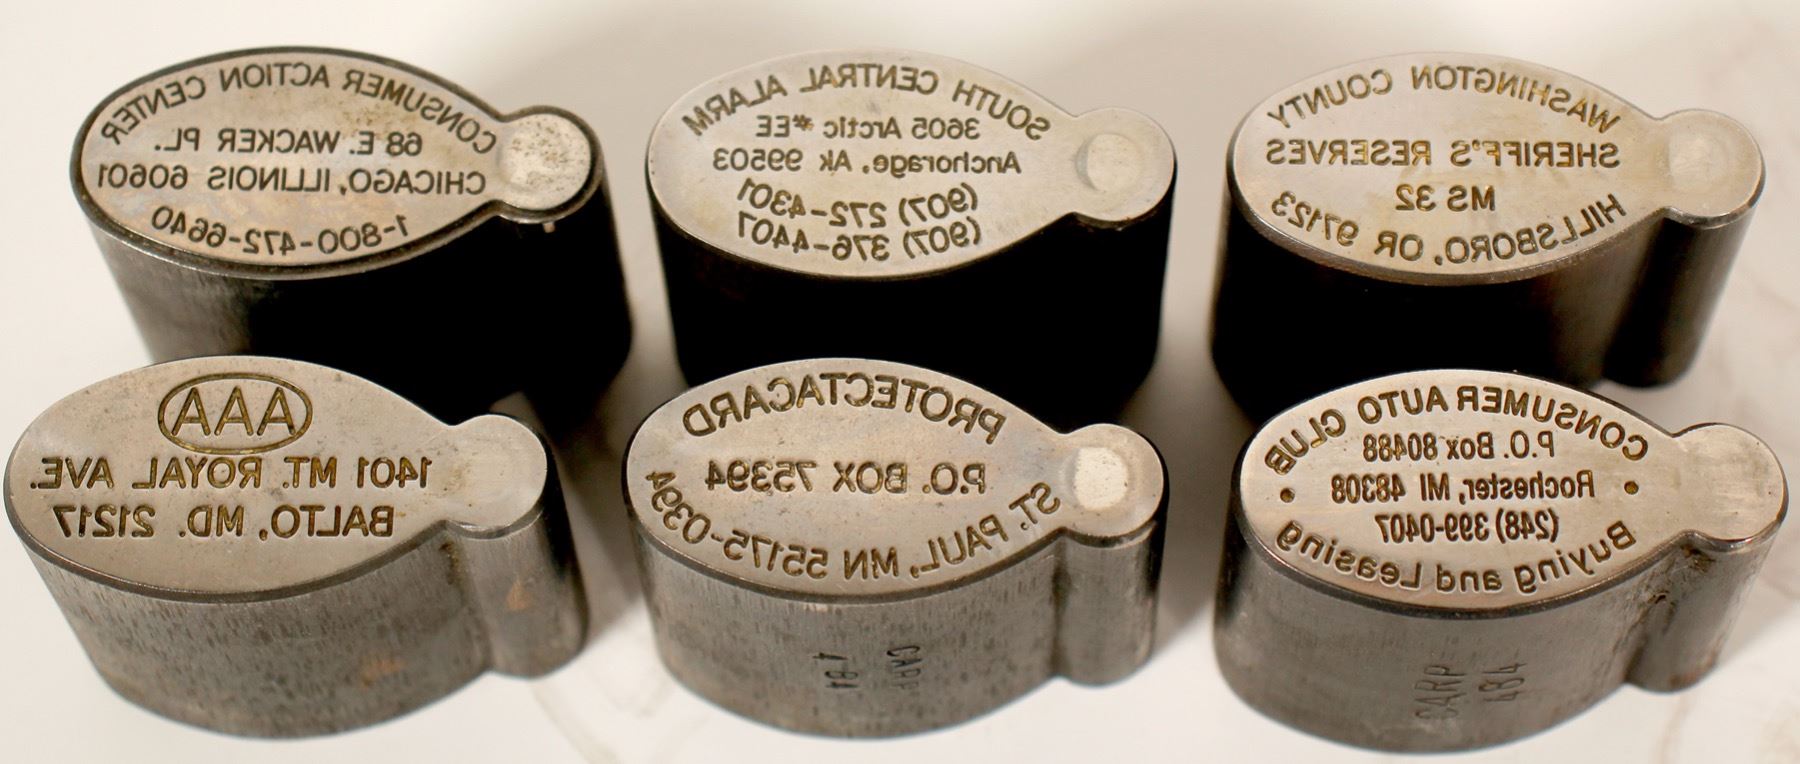 CONSUMER ACTION CENTER
68 E. WACKER PL.
CHICAGO, ILLINOIS 60601
1-800-472-6640
SOUTH CENTRAL ALARM
3605 Arctic #EE
Anchorage, Ak 99503
(907) 272-4301
(907) 376-4407
WASHINGTON COUNTY
SHERIFF'S RESERVES
MS 32
HILLSBORO, OR 97123
AAA
1401 MT. ROYAL AVE.
BALTO, MD. 21217
PROTECTACARD
P.O. BOX 75394
ST. PAUL, MN 55175-0394
CARP
4 84
CONSUMER AUTO CLUB
P.O. Box 80488
• Rochester, MI 48308 •
(248) 399-0407
Buying and Leasing
CARP
484